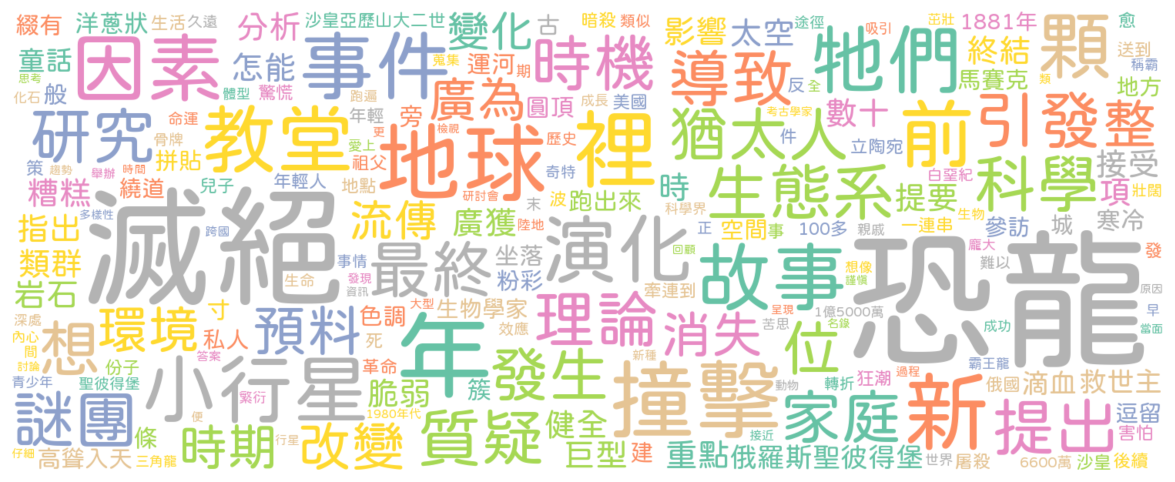 綴有 洋蔥狀 生活 久遠 分析 沙皇亞歷山大二世 變化 古 暗殺 類似 途徑 吸引 茁壯 1881年 愈
童話 因素 怎能 事件 蒐集 運河 期 時機 影響 太空 牠們 終結 顆 送到 稱霸
思考 化石 般 體型 驚慌 跑遍 廣為 圓頂 成長 美國 導致 反 全 馬賽克 類 地方
研究 命運 骨牌 教堂 年輕 旁 更 檢視 地球 歷史 裡 猶太人 考古學家 數十 件 立陶宛 前 引發 整
策 趨勢 拼貼 愛上 祖父 奇特 白堊紀 科學 接受
糟糕 舉辦 時間 繞道 兒子 年輕人 地點 研討會 末 波 跑出來 時 生態系 提要 項 壯闊
指出 多樣性 跨國 滅絕 流傳 陸地 廣獲 科學界 正 空間 事 100多 一連串 親戚 生物 參訪 城 寒冷
類群 事情 最終 坐落 演化 回顧 故事 想像 龐大 恐龍 發
岩石 生命 發現 資訊 粉彩 牽連到 謹慎 難以 原因
深處 寸 大型 生物學家 理論 呈現 1億5000萬 早
內心 想 環境 私人 預料 色調 死 效應 年 消失 苦思 名錄 位 成功 當面
間 討論 份子 答案 小行星 革命 發生 新種 撞擊 狂潮 過程 霸王龍
青少年 聖彼得堡 繁衍 脆弱 簇 動物 轉折 俄國 滴血救世主
謎團 條 便 1980年代 質疑 健全 家庭 新 提出 逗留
仔細 高聳入天 三角龍 時期 行星 改變 巨型 建 接近 重點 俄羅斯聖彼得堡 世界 屠殺 6600萬 沙皇 後續 害怕